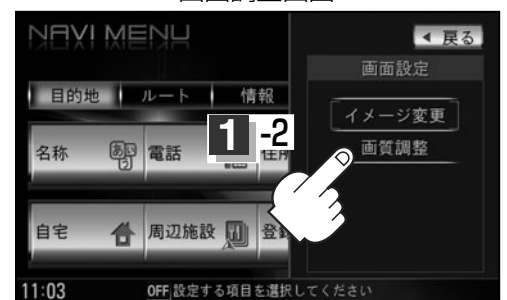 画面調整画面
NAVI MENU
◀ 戻る
画面設定
目的地 ルート 情報
イメージ変更
1 -2
画質調整
名称 あいう 電話 住所
自宅 周辺施設
11:03 OFF 設定する項目を選択してください